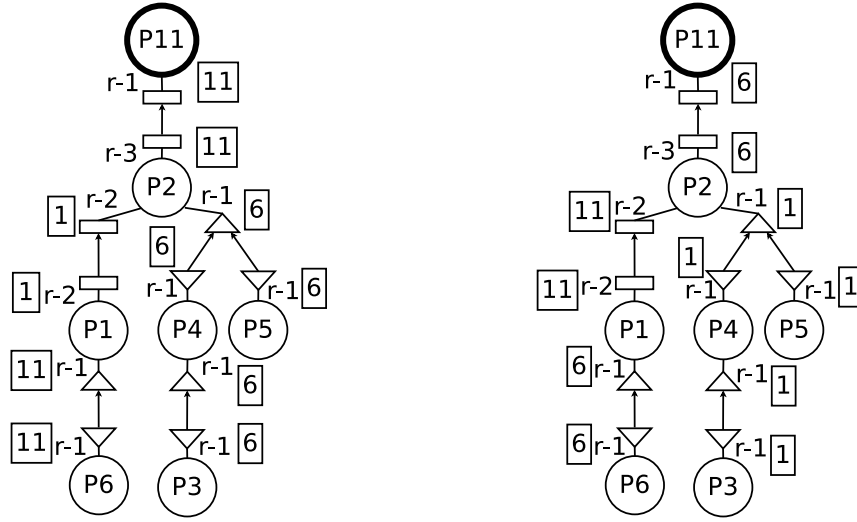 P11
r-1 11
11
r-3
P2
r-2 r-1
1 6
6
1 r-2 r-1 r-1 6
P1 P4 P5
11 r-1 r-1 6
11 r-1 r-1 6
P6 P3
P11
r-1 6
r-3 6
P2
11 r-2 r-1 1
1
11 r-2 r-1 r-1 1
P1 P4 P5
6 r-1 r-1 1
6 r-1 r-1 1
P6 P3